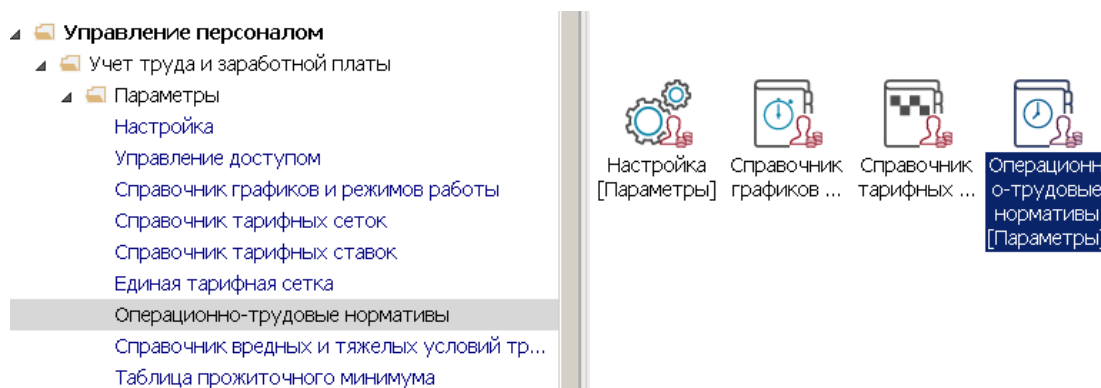 Управление персоналом
Учет труда и заработной платы
Параметры
Настройка
Управление доступом
Справочник графиков и режимов работы
Справочник тарифных сеток
Справочник тарифных ставок
Единая тарифная сетка
Операционно-трудовые нормативы
Справочник вредных и тяжелых условий тр...
Таблица прожиточного минимума
Настройка
[Параметры]
Справочник
графиков ...
Справочник
тарифных ...
Операционн
о-трудовые
нормативы
[Параметры]